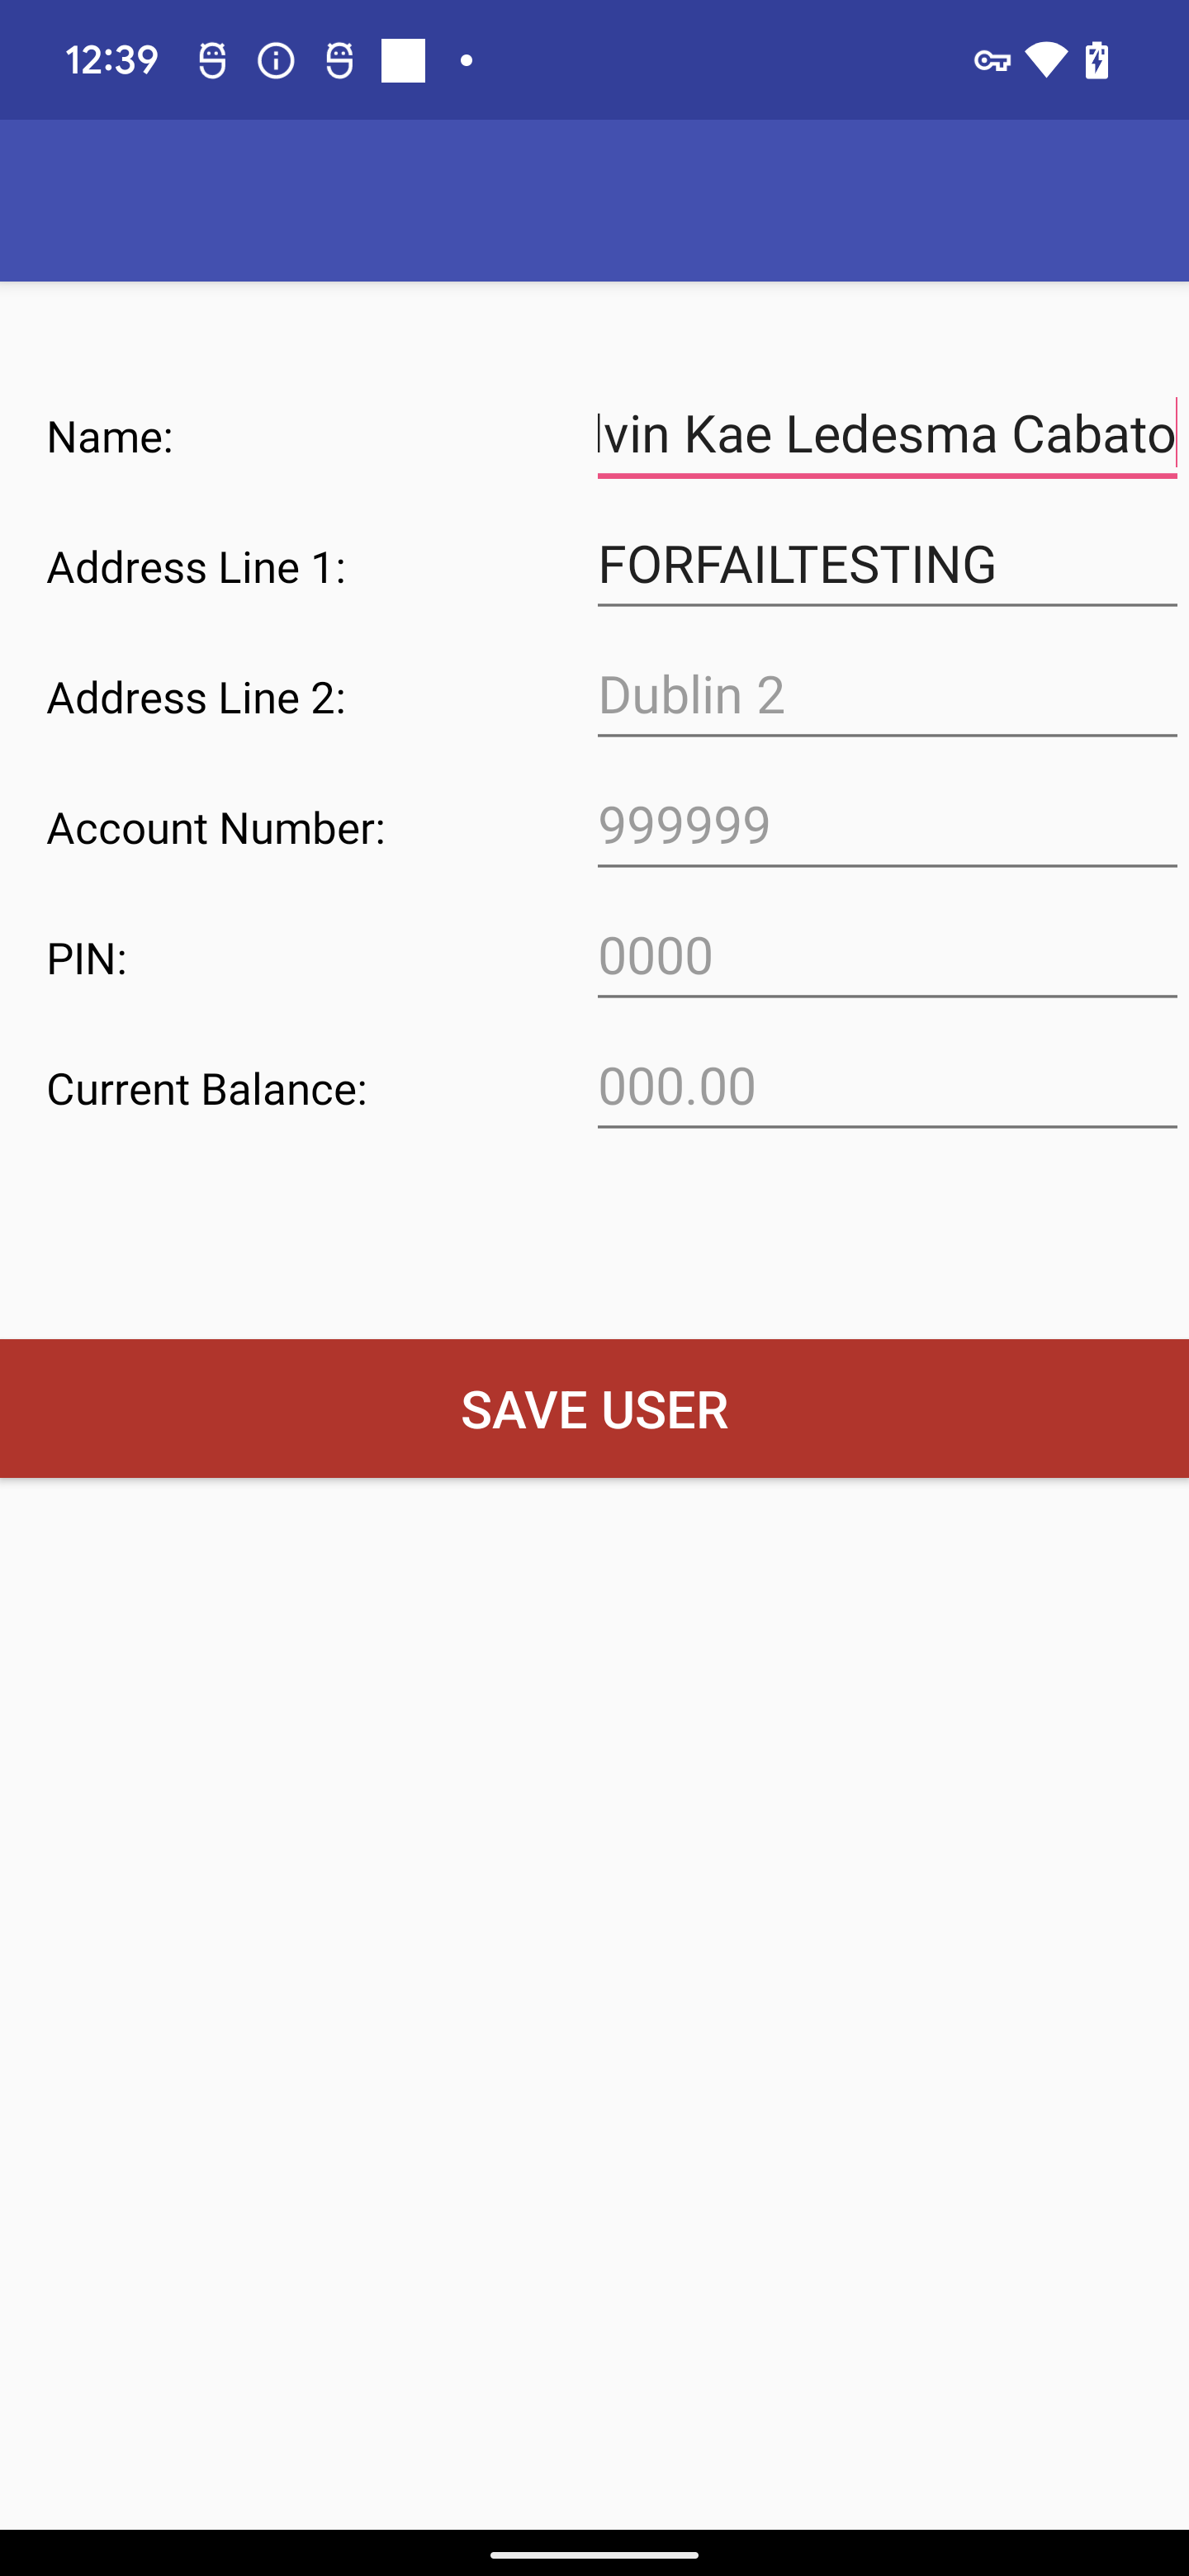 12:39
Name: lvin Kae Ledesma Cabato
Address Line 1: FORFAILTESTING
Address Line 2: Dublin 2
Account Number: 999999
PIN: 0000
Current Balance: 000.00
SAVE USER